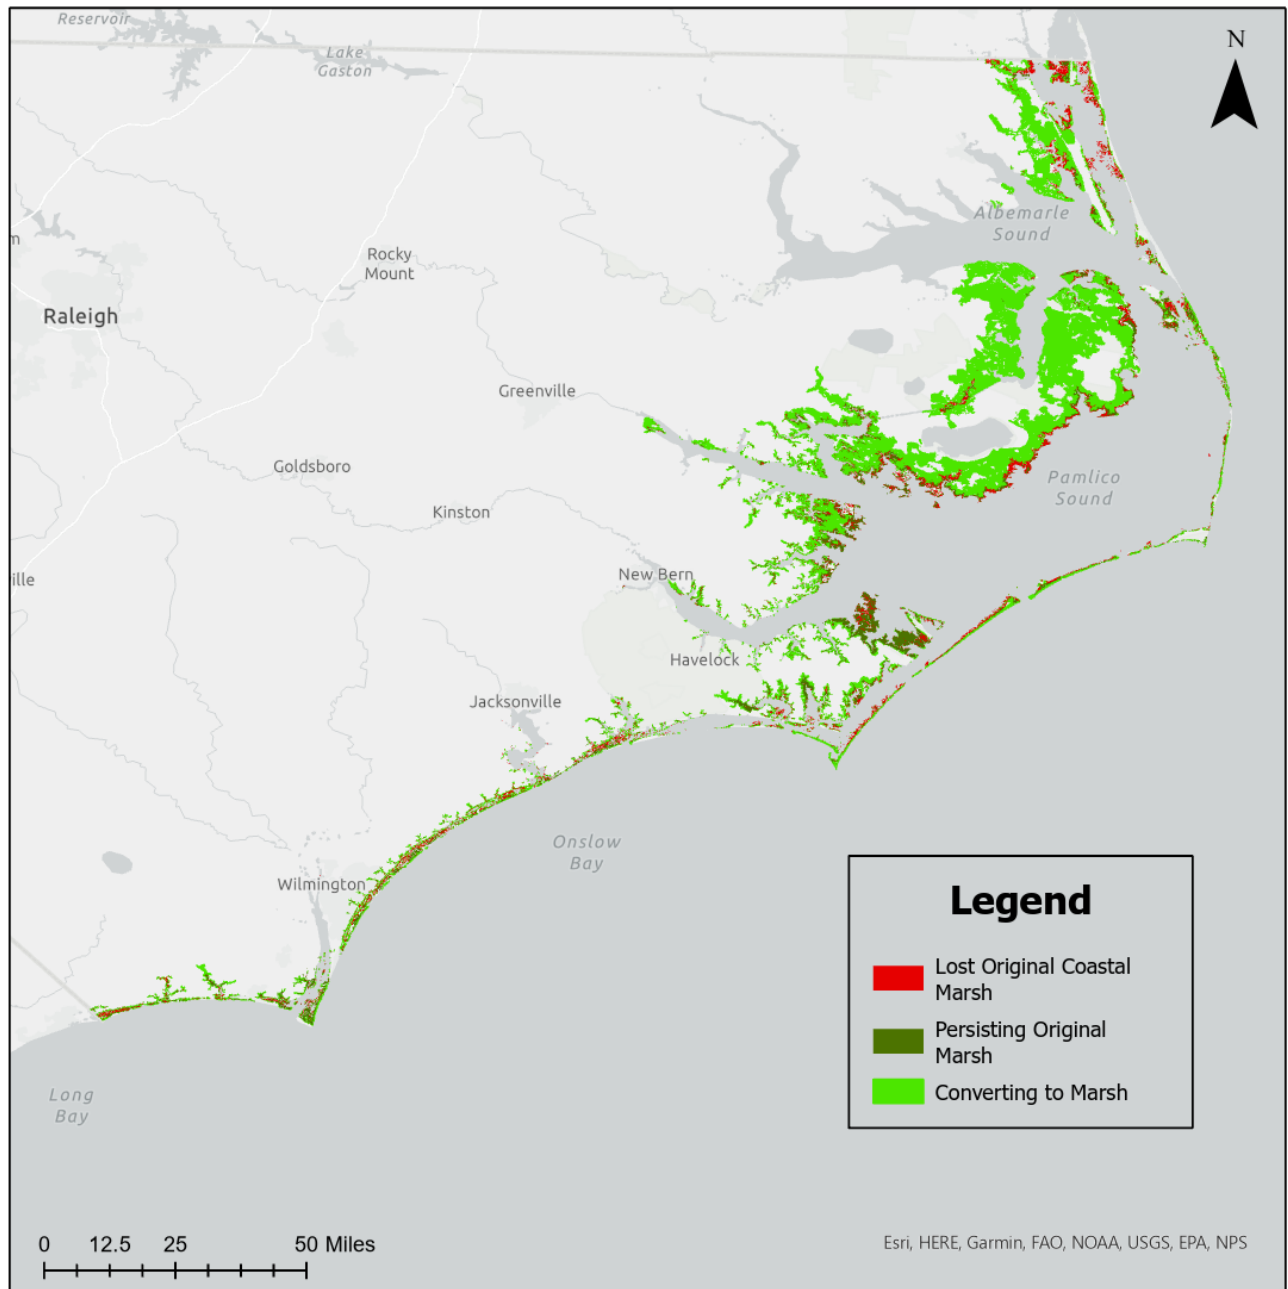 Reservoir
Lake
Gaston
N
Albemarle
Sound
m
Rocky
Mount
Raleigh
Greenville
Goldsboro
Pamlico
Sound
Kinston
ville
New Bern
Havelock
Jacksonville
Onslow
Bay
Wilmington
Legend
Lost Original Coastal
Marsh
Persisting Original
Marsh
Converting to Marsh
Long
Bay
0 12.5 25 50 Miles
Esri, HERE, Garmin, FAO, NOAA, USGS, EPA, NPS